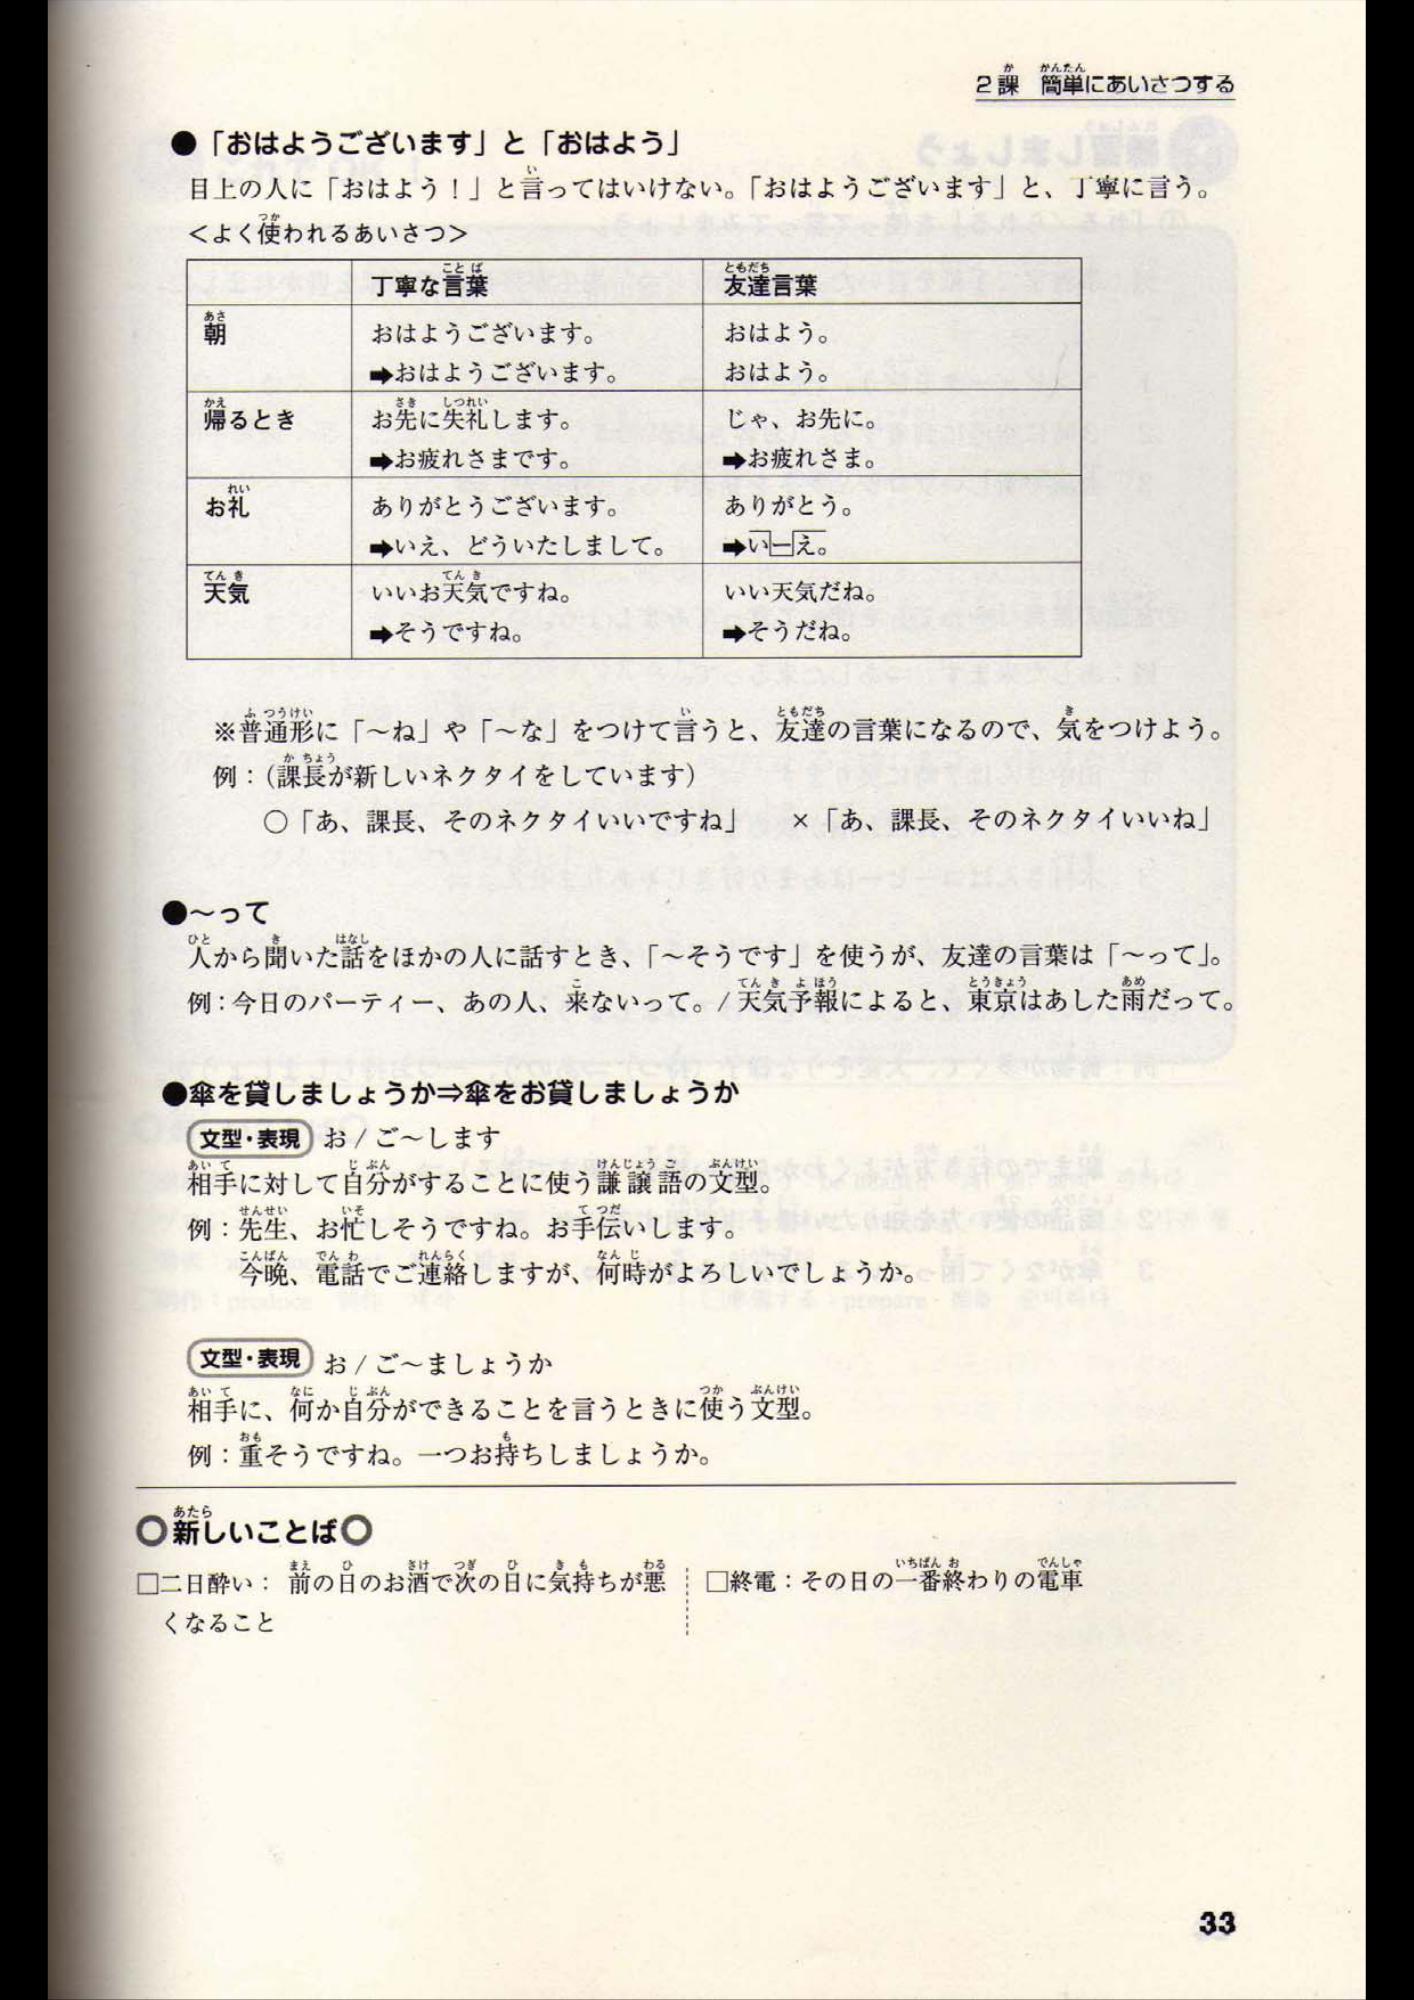 2課　簡単にあいさつする
●「おはようございます」と「おはよう」
目上の人に「おはよう！」と言ってはいけない。「おはようございます」と、丁寧に言う。
＜よく使われるあいさつ＞
丁寧な言葉　友達言葉
朝　おはようございます。　おはよう。
➡おはようございます。　おはよう。
帰るとき　お先に失礼します。　じゃ、お先に。
➡お疲れさまです。　➡お疲れさま。
お礼　ありがとうございます。　ありがとう。
➡いえ、どういたしまして。　➡いーえ。
天気　いいお天気ですね。　いい天気だね。
➡そうですね。　➡そうだね。
※普通形に「～ね」や「～な」をつけて言うと、友達の言葉になるので、気をつけよう。
例：（課長が新しいネクタイをしています）
○「あ、課長、そのネクタイいいですね」　×「あ、課長、そのネクタイいいね」
●～って
人から聞いた話をほかの人に話すとき、「～そうです」を使うが、友達の言葉は「～って」。
例：今日のパーティー、あの人、来ないって。/ 天気予報によると、東京はあした雨だって。
●傘を貸しましょうか⇒傘をお貸しましょうか
文型・表現　お / ご～します
相手に対して自分がすることに使う謙譲語の文型。
例：先生、お忙しそうですね。お手伝いします。
今晩、電話でご連絡しますが、何時がよろしいでしょうか。
文型・表現　お / ご～ましょうか
相手に、何か自分ができることを言うときに使う文型。
例：重そうですね。一つお持ちしましょうか。
○新しいことば○
□二日酔い： 前の日のお酒で次の日に気持ちが悪
くなること
□終電：その日の一番終わりの電車
33